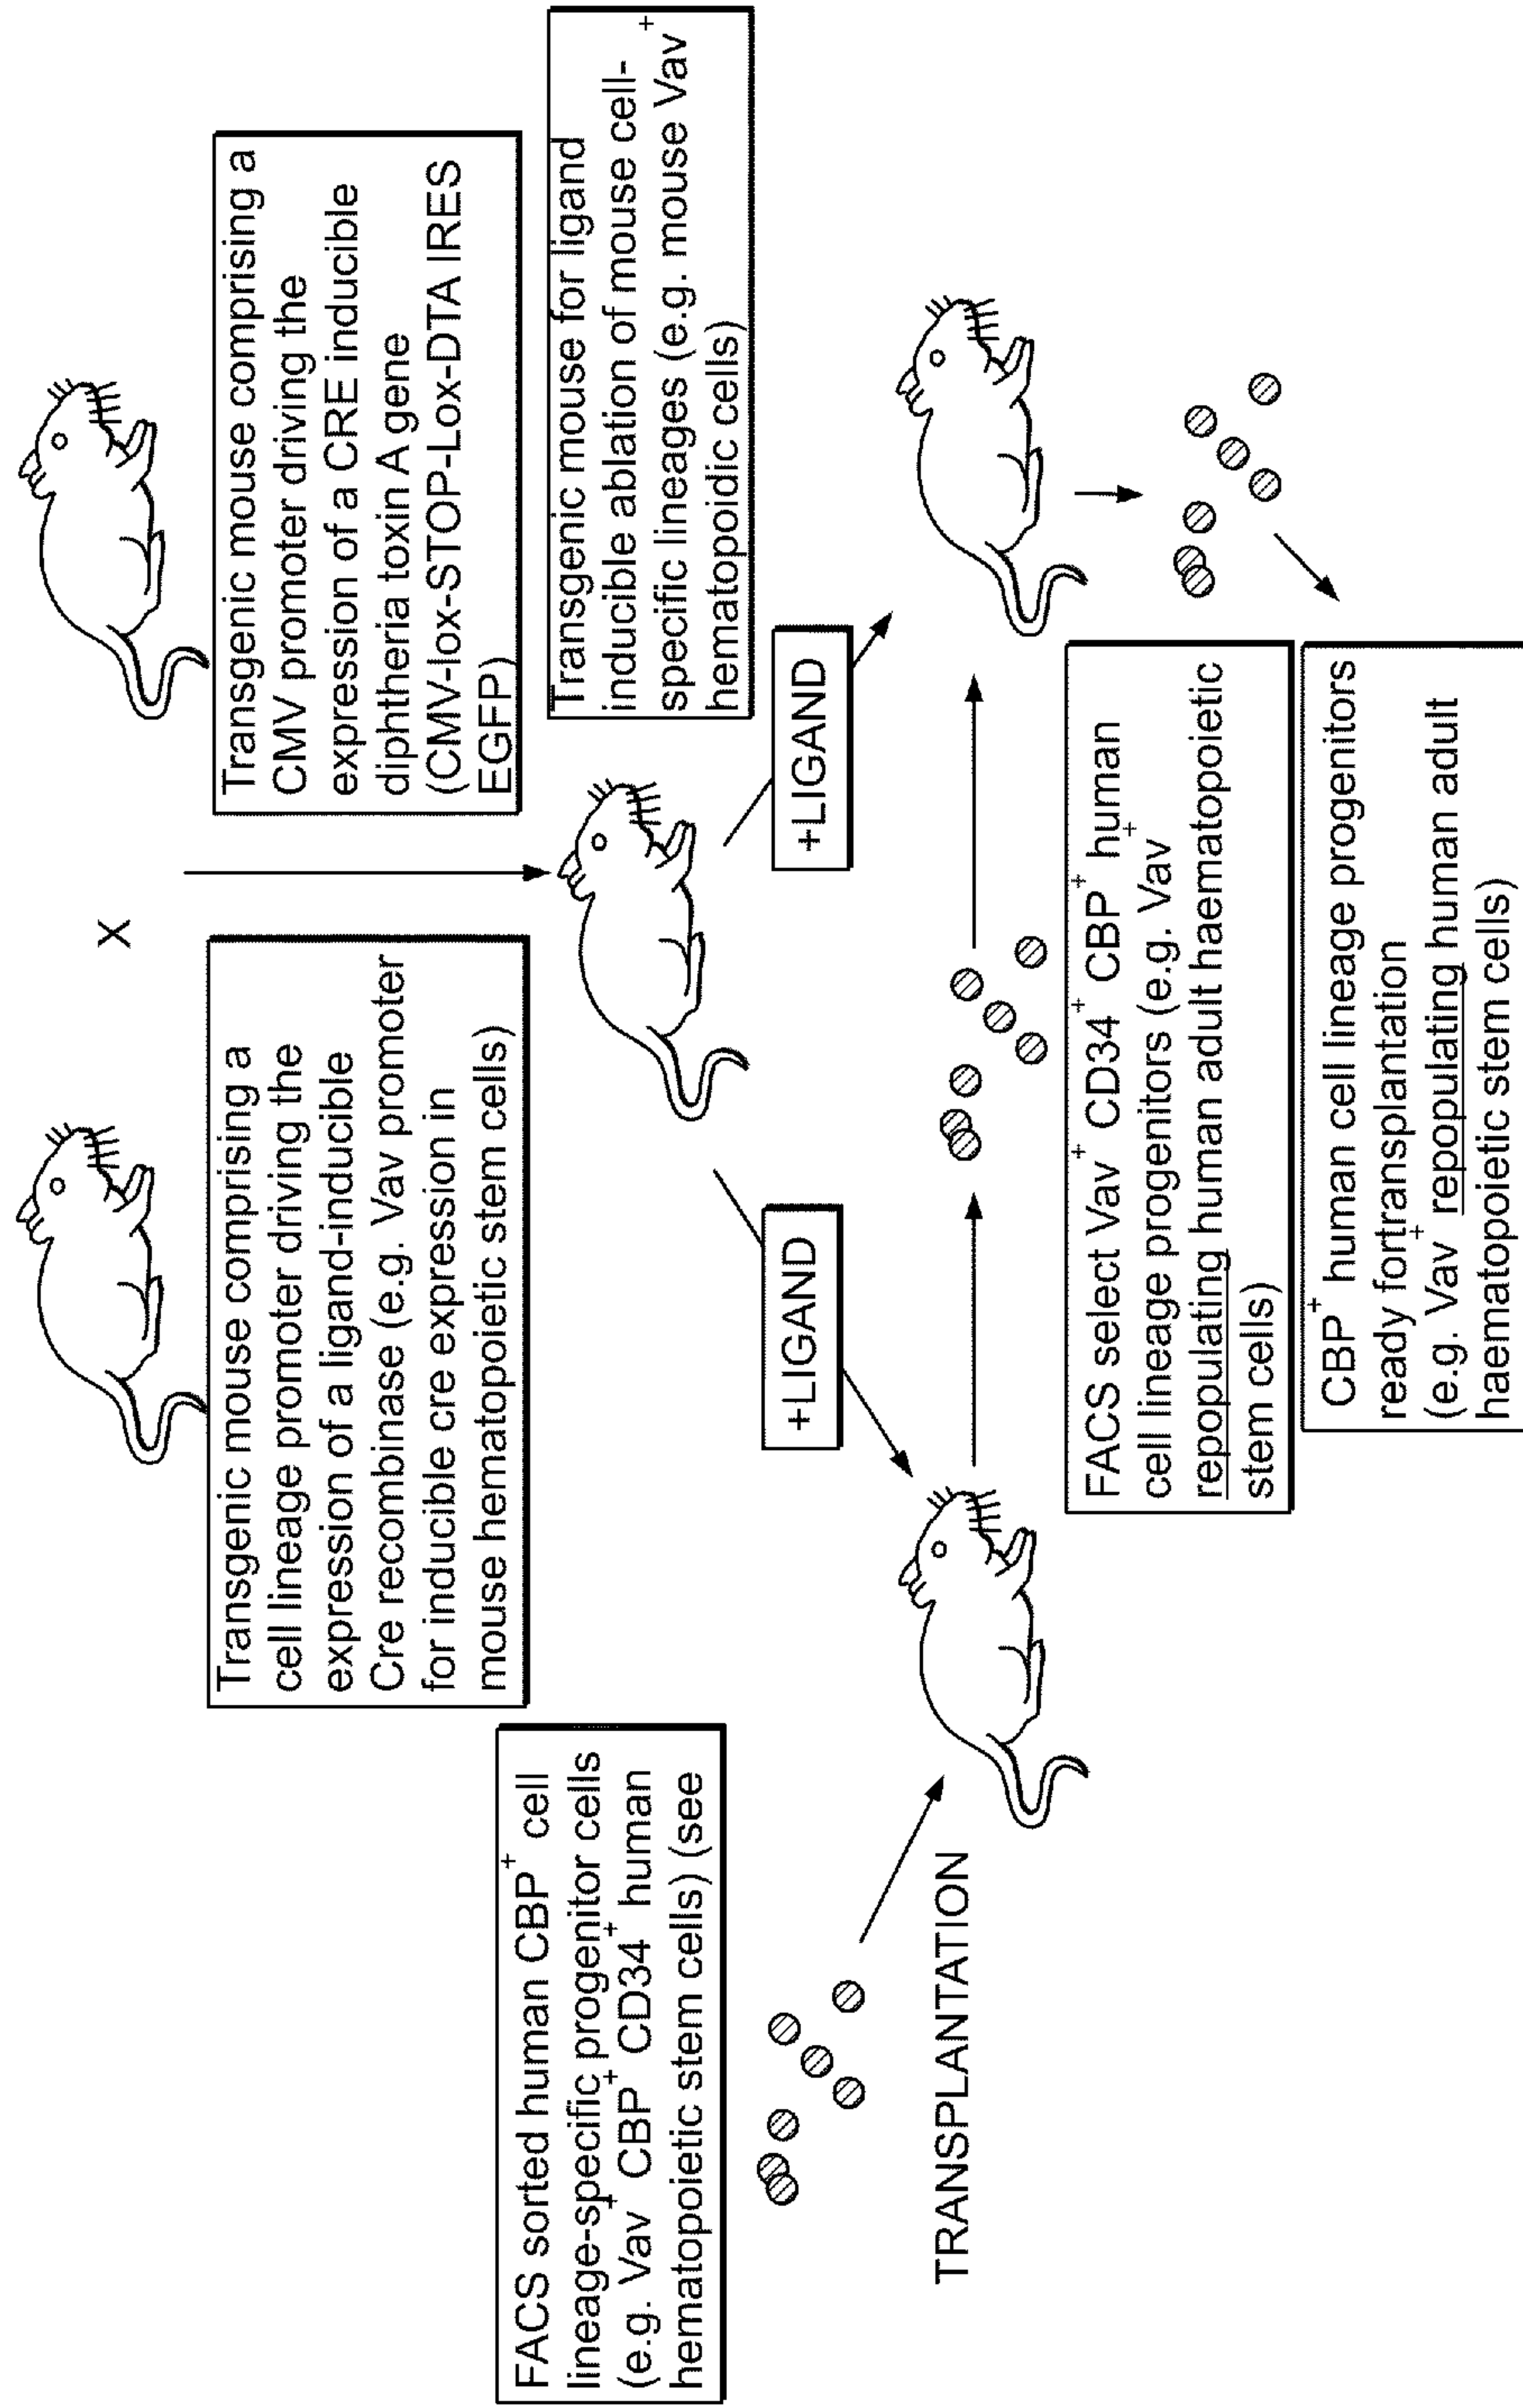 Transgenic mouse comprising a
cell lineage promoter driving the
expression of a ligand-inducible
Cre recombinase (e.g. Vav promoter
for inducible cre expression in
mouse hematopoietic stem cells)
X
Transgenic mouse comprising a
CMV promoter driving the
expression of a CRE inducible
diphtheria toxin A gene
(CMV-lox-STOP-Lox-DTA IRES
EGFP)
FACS sorted human CBP⁺ cell
lineage-specific progenitor cells
(e.g. Vav⁺ CBP⁺ CD34⁺ human
hematopoietic stem cells) (see
Transgenic mouse for ligand
inducible ablation of mouse cell-
specific lineages (e.g. mouse Vav⁺
hematopoidic cells)
+LIGAND
+LIGAND
TRANSPLANTATION
FACS select Vav⁺ CD34⁺ CBP⁺ human
cell lineage progenitors (e.g. Vav⁺
repopulating human adult haematopoietic
stem cells)
CBP⁺ human cell lineage progenitors
ready fortransplantation
(e.g. Vav⁺ repopulating human adult
haematopoietic stem cells)